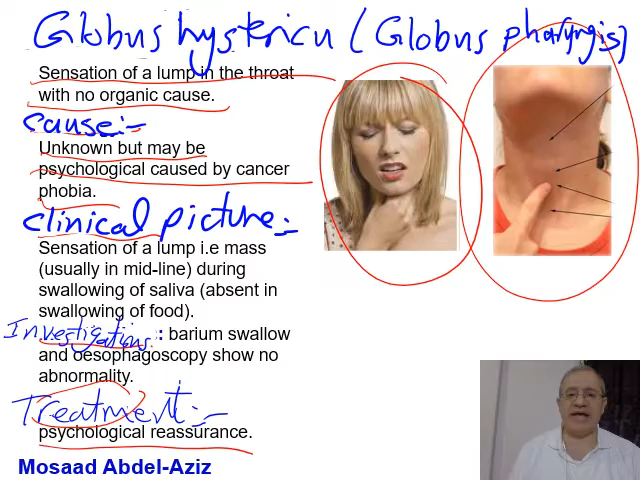 Globus hystericu (Globus pharyngis)
Sensation of a lump in the throat
with no organic cause.
Cause:-
Unknown but may be
psychological caused by cancer
phobia.
Clinical picture:-
Sensation of a lump i.e mass
(usually in mid-line) during
swallowing of saliva (absent in
swallowing of food).
Investigations: barium swallow
and oesophagoscopy show no
abnormality.
Treatment:-
psychological reassurance.
Mosaad Abdel-Aziz